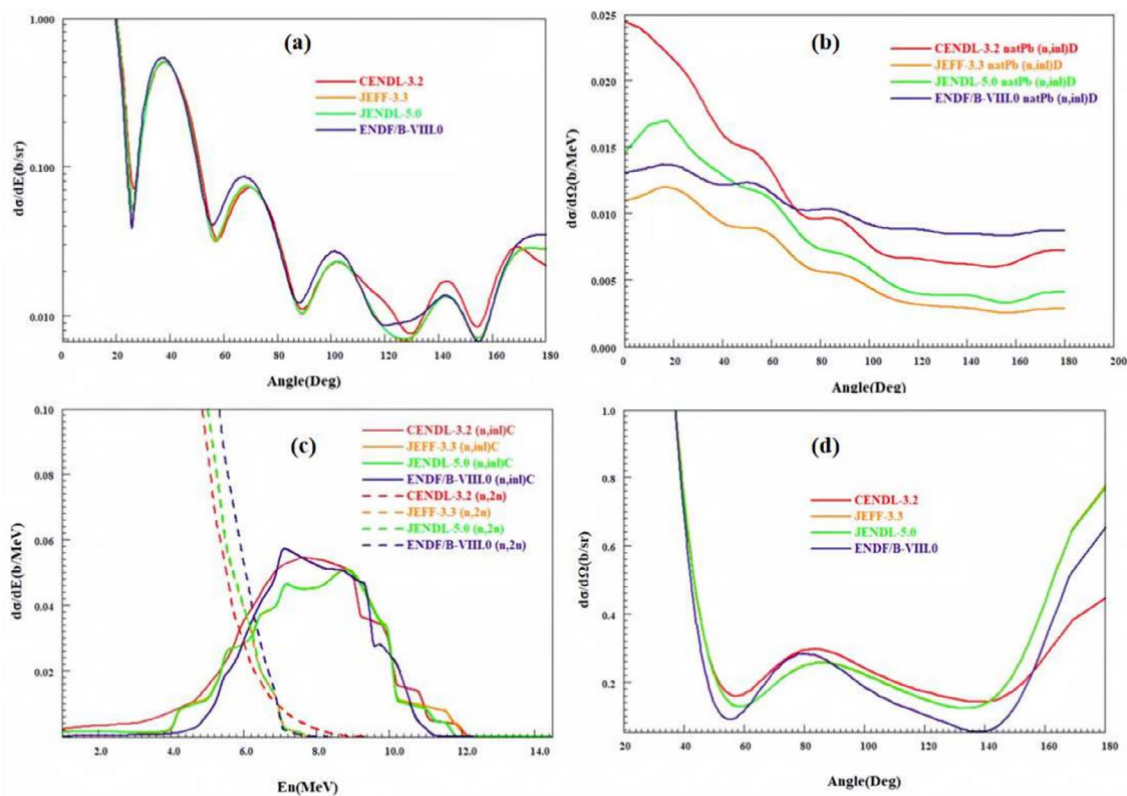 (a)
CENDL-3.2
JEFF-3.3
JENDL-5.0
ENDF/B-VIII.0
dσ/dE(b/sr)
1.000
0.100
0.010
0 20 40 60 80 100 120 140 160 180
Angle(Deg)
(b)
CENDL-3.2 natPb (n,inl)D
JEFF-3.3 natPb (n,inl)D
JENDL-5.0 natPb (n,inl)D
ENDF/B-VIII.0 natPb (n,inl)D
dσ/dΩ(b/MeV)
0.025
0.020
0.015
0.010
0.005
0.000
0 20 40 60 80 100 120 140 160 180 200
Angle(Deg)
(c)
CENDL-3.2 (n,inl)C
JEFF-3.3 (n,inl)C
JENDL-5.0 (n,inl)C
ENDF/B-VIII.0 (n,inl)C
CENDL-3.2 (n,2n)
JEFF-3.3 (n,2n)
JENDL-5.0 (n,2n)
ENDF/B-VIII.0 (n,2n)
dσ/dE(b/MeV)
0.10
0.08
0.06
0.04
0.02
2.0 4.0 6.0 8.0 10.0 12.0 14.0
En(MeV)
(d)
CENDL-3.2
JEFF-3.3
JENDL-5.0
ENDF/B-VIII.0
dσ/dΩ(b/sr)
1.0
0.8
0.6
0.4
0.2
20 40 60 80 100 120 140 160 180
Angle(Deg)